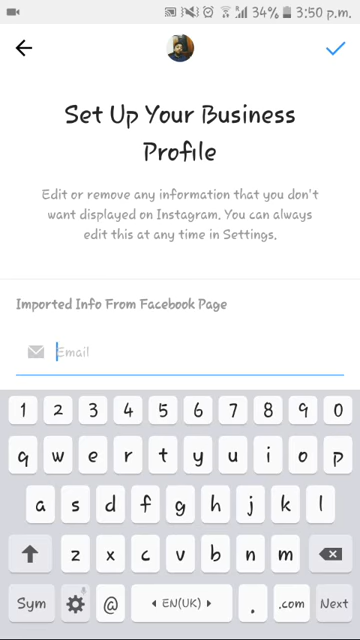 34% 3:50 p.m.
Set Up Your Business
Profile
Edit or remove any information that you don't
want displayed on Instagram. You can always
edit this at any time in Settings.
Imported Info From Facebook Page
Email
1 2 3 4 5 6 7 8 9 0
q w e r t y u i o p
a s d f g h j k l
z x c v b n m
Sym @ EN(UK) . .com Next